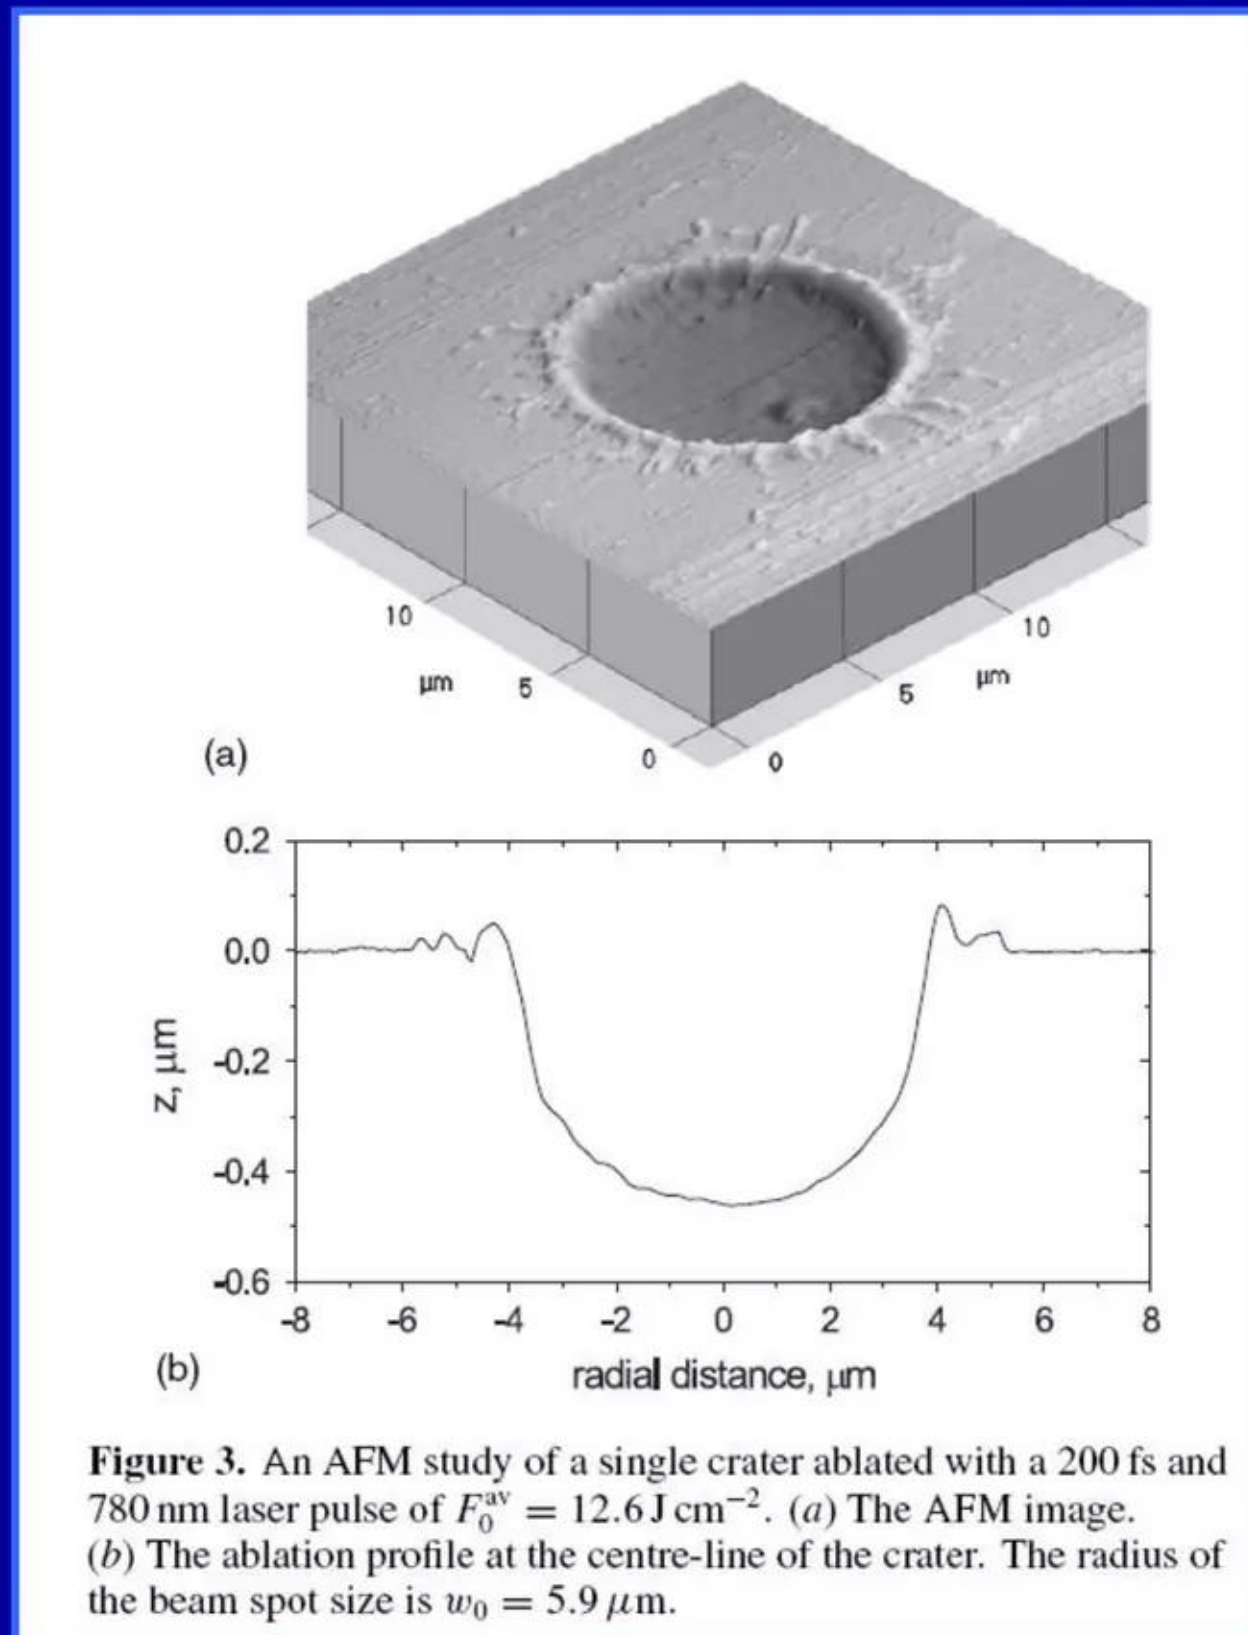 10
μm
5
0
10
μm
5
0
(a)
0.2
0.0
-0.2
-0.4
-0.6
z, μm
-8 -6 -4 -2 0 2 4 6 8
(b)
radial distance, μm
Figure 3. An AFM study of a single crater ablated with a 200 fs and
780 nm laser pulse of F₀ᵃᵛ = 12.6 J cm⁻². (a) The AFM image.
(b) The ablation profile at the centre-line of the crater. The radius of
the beam spot size is w₀ = 5.9 μm.